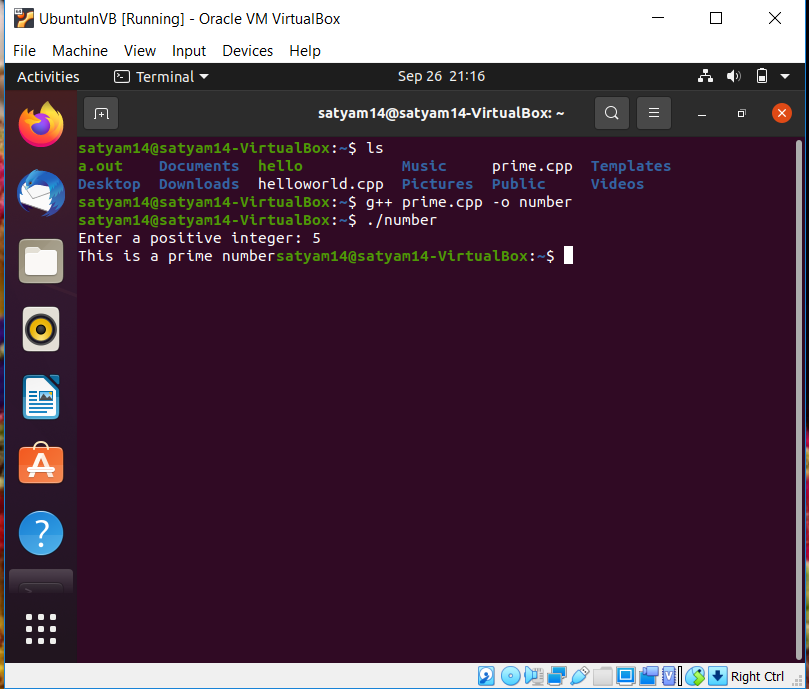 UbuntuInVB [Running] - Oracle VM VirtualBox
File Machine View Input Devices Help
Activities Terminal Sep 26 21:16
satyam14@satyam14-VirtualBox: ~
satyam14@satyam14-VirtualBox:~$ ls
a.out Documents hello Music prime.cpp Templates
Desktop Downloads helloworld.cpp Pictures Public Videos
satyam14@satyam14-VirtualBox:~$ g++ prime.cpp -o number
satyam14@satyam14-VirtualBox:~$ ./number
Enter a positive integer: 5
This is a prime numbersatyam14@satyam14-VirtualBox:~$
Right Ctrl